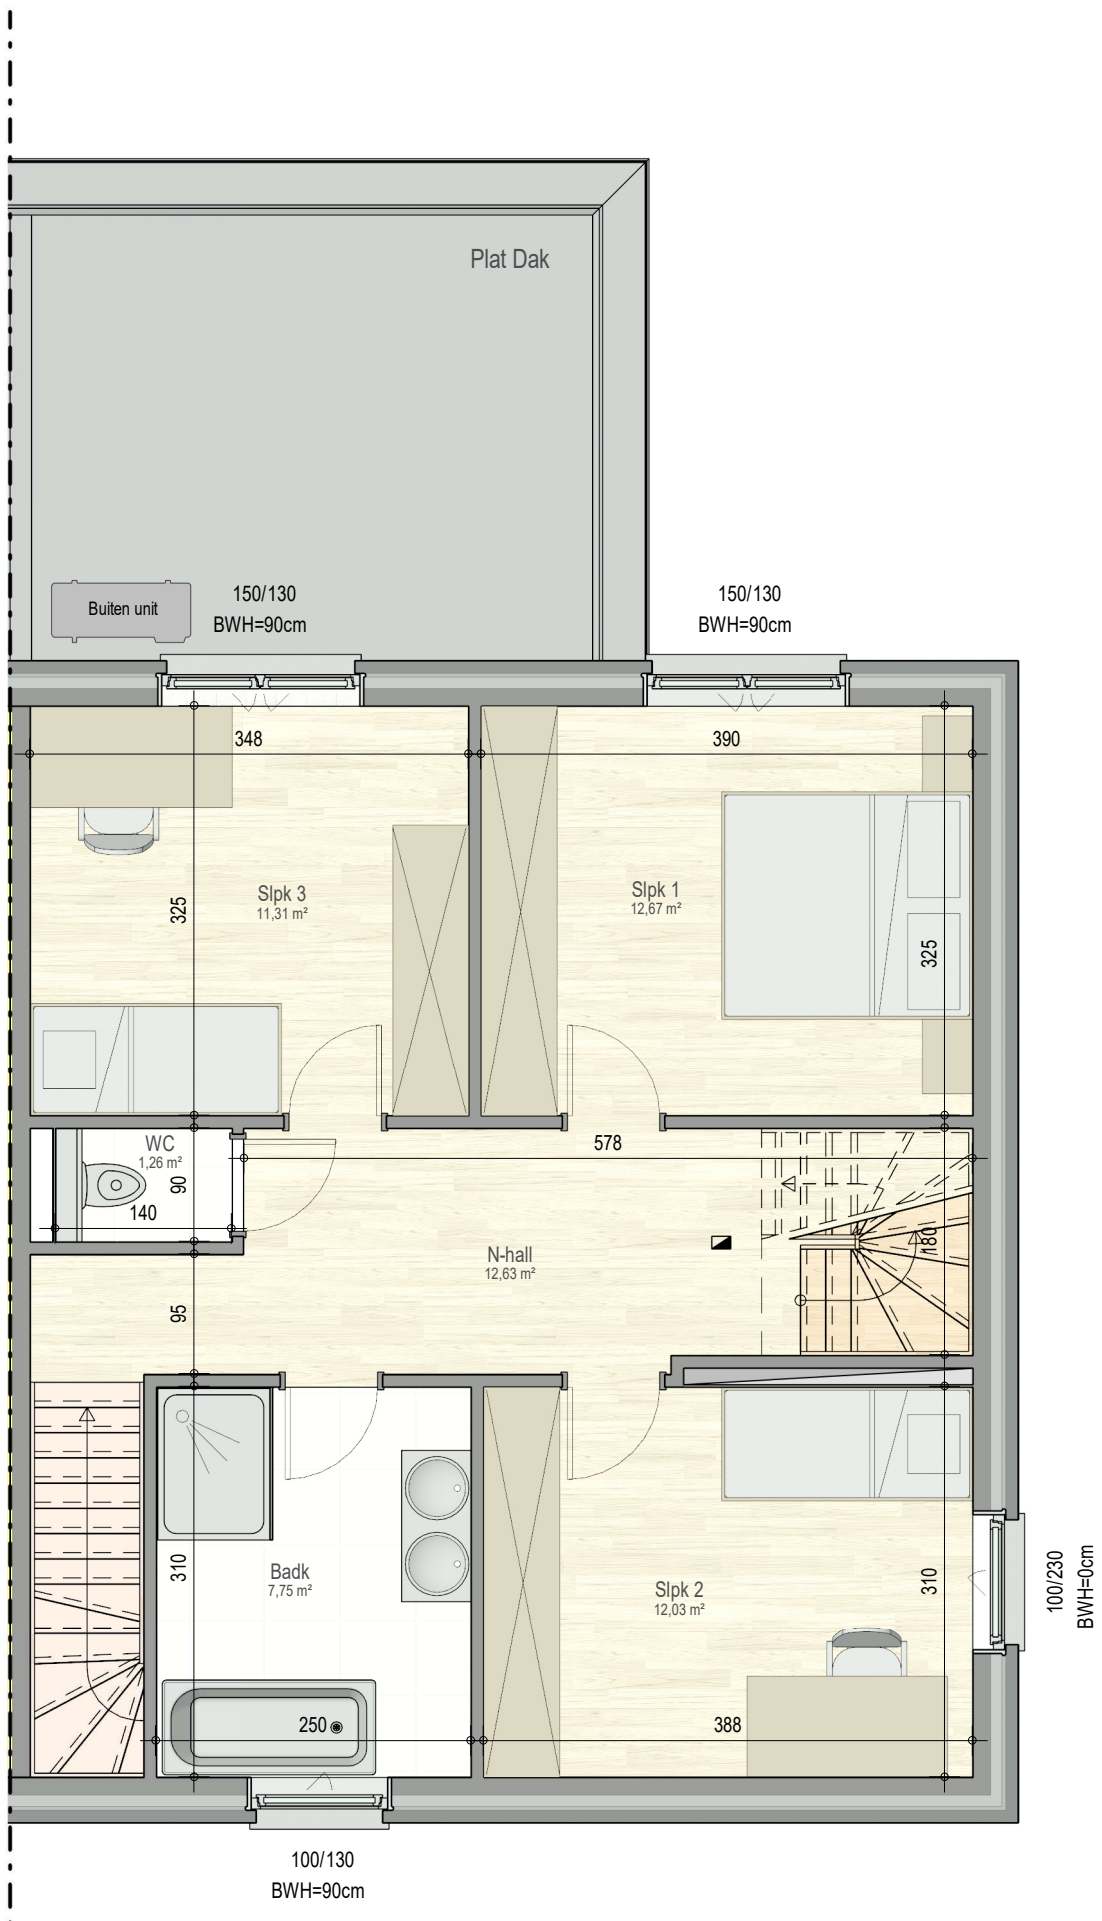 Plat Dak
Buiten unit
150/130
BWH=90cm
150/130
BWH=90cm
348
390
325
Slpk 3
11,31 m²
Slpk 1
12,67 m²
325
WC
1,26 m²
90
140
578
180
N-hall
12,63 m²
95
310
Badk
7,75 m²
Slpk 2
12,03 m²
310
100/230
BWH=0cm
250
388
100/130
BWH=90cm